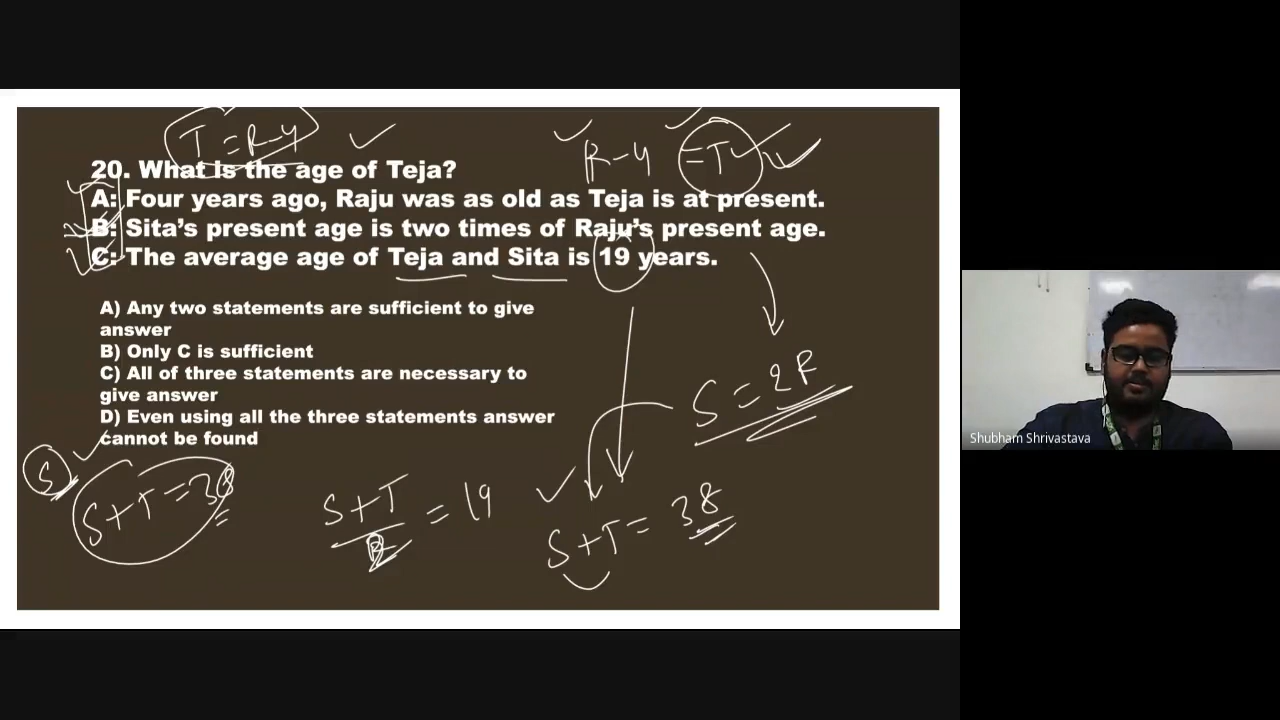 T = R-4
R-4 = T
20. What is the age of Teja?
A: Four years ago, Raju was as old as Teja is at present.
B: Sita's present age is two times of Raju's present age.
C: The average age of Teja and Sita is 19 years.
A) Any two statements are sufficient to give
answer
B) Only C is sufficient
C) All of three statements are necessary to
give answer
D) Even using all the three statements answer
cannot be found
S = 2R
S
S+T = 38
S+T
2
= 19
S+T = 38
Shubham Shrivastava